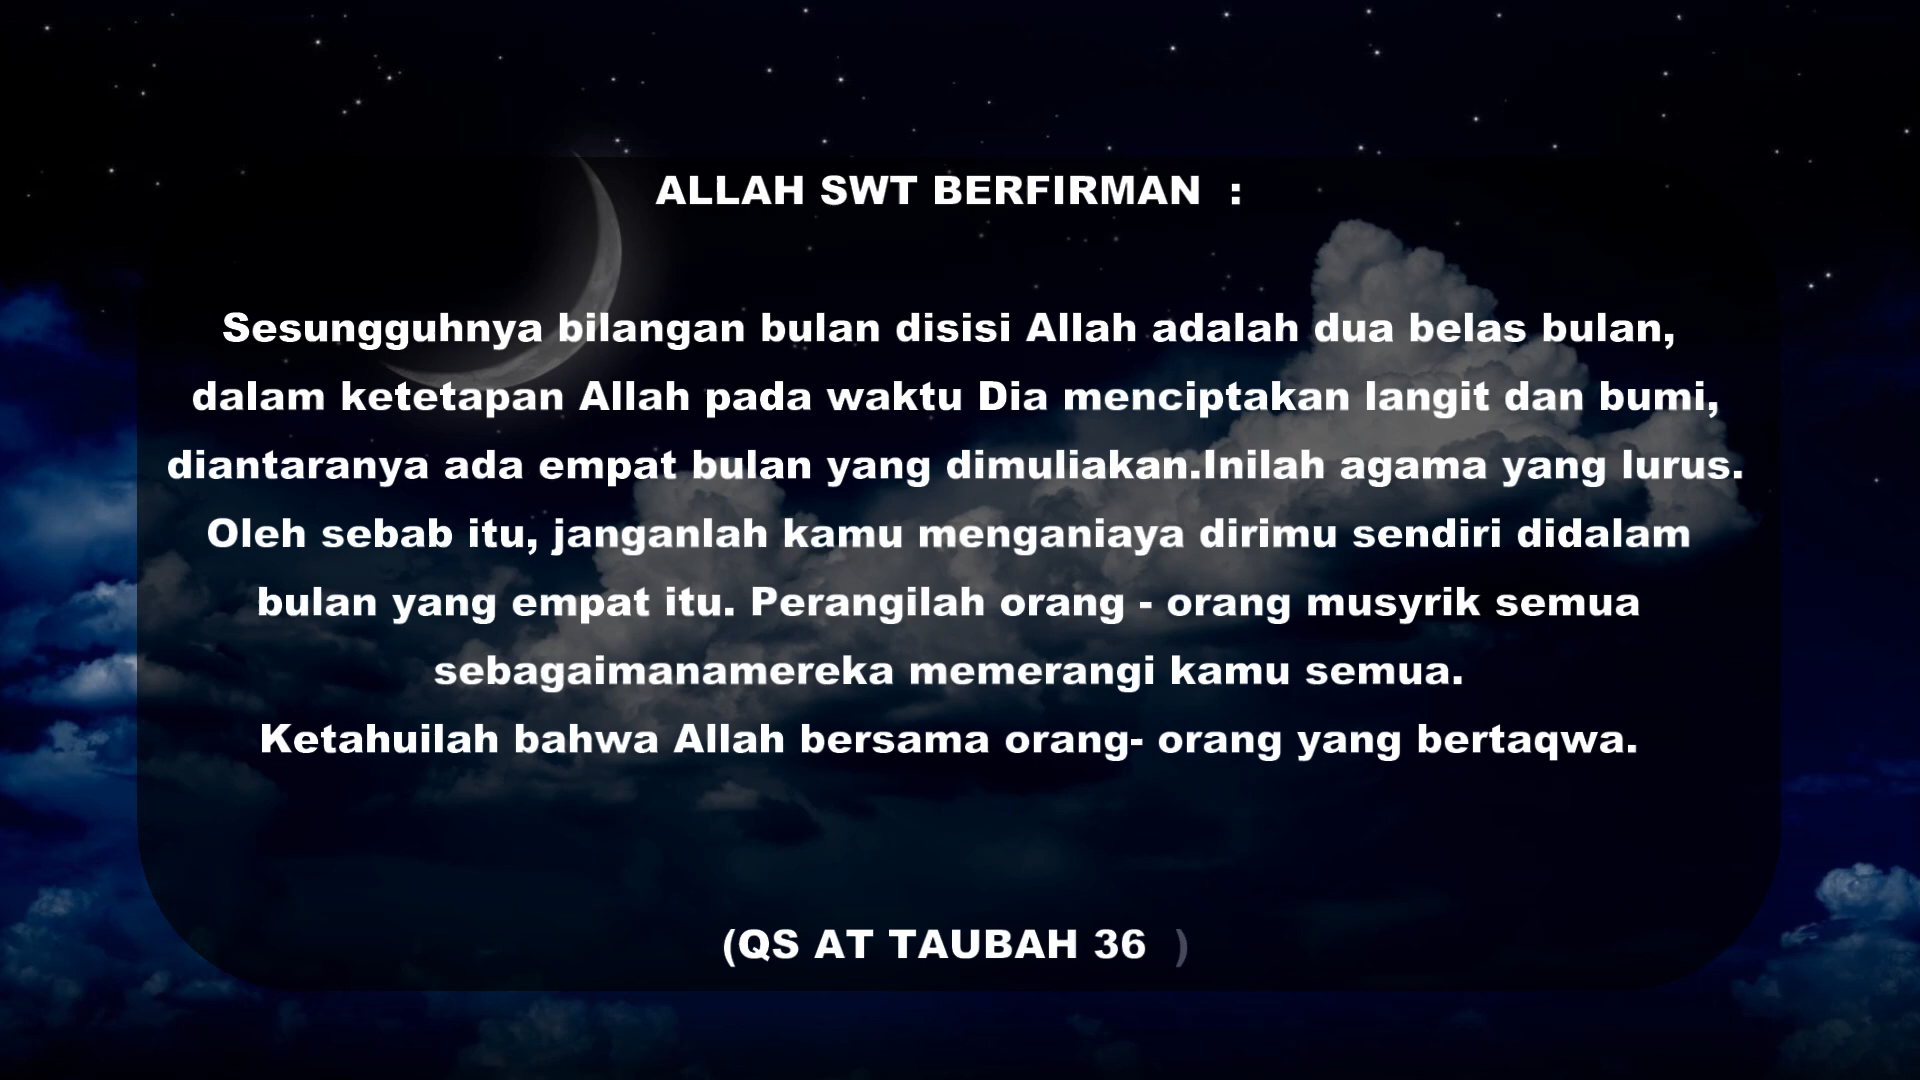 ALLAH SWT BERFIRMAN  :
Sesungguhnya bilangan bulan disisi Allah adalah dua belas bulan,
dalam ketetapan Allah pada waktu Dia menciptakan langit dan bumi,
diantaranya ada empat bulan yang dimuliakan.Inilah agama yang lurus.
Oleh sebab itu, janganlah kamu menganiaya dirimu sendiri didalam
bulan yang empat itu. Perangilah orang - orang musyrik semua
sebagaimanamereka memerangi kamu semua.
Ketahuilah bahwa Allah bersama orang- orang yang bertaqwa.
(QS AT TAUBAH 36  )